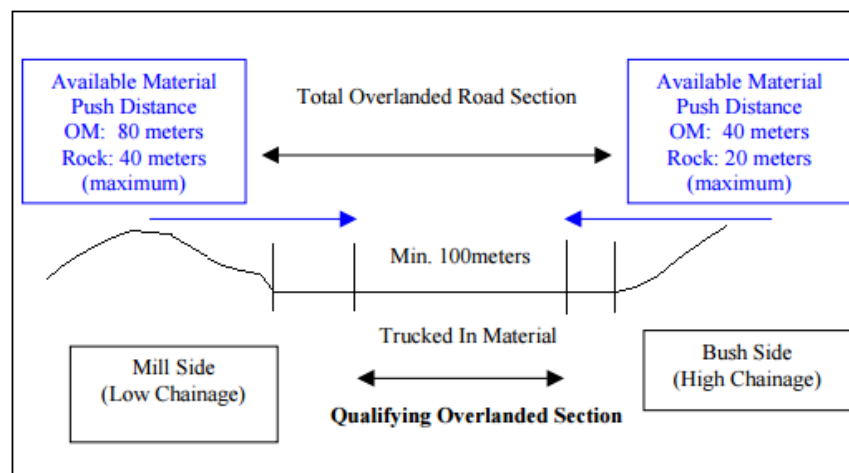 Available Material
Push Distance
OM: 80 meters
Rock: 40 meters
(maximum)
Total Overlanded Road Section
Available Material
Push Distance
OM: 40 meters
Rock: 20 meters
(maximum)
Min. 100meters
Trucked In Material
Mill Side
(Low Chainage)
Bush Side
(High Chainage)
Qualifying Overlanded Section